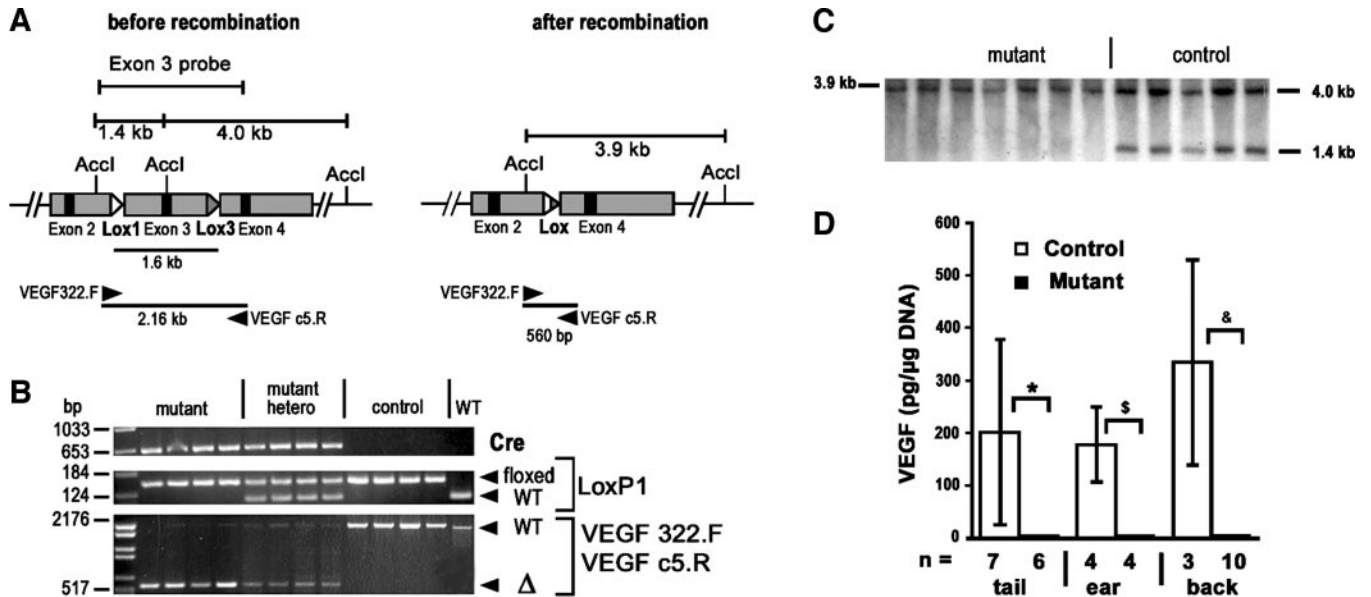 A
before recombination
after recombination
Exon 3 probe
1.4 kb
4.0 kb
AccI
AccI
AccI
Exon 2
Lox1
Exon 3
Lox3
Exon 4
1.6 kb
VEGF322.F
2.16 kb
VEGF c5.R
3.9 kb
AccI
AccI
Exon 2
Lox
Exon 4
VEGF322.F
VEGF c5.R
560 bp
B
bp
mutant
mutant
hetero
control
WT
1033
653
Cre
184
124
floxed
WT
LoxP1
2176
517
WT
Δ
VEGF 322.F
VEGF c5.R
C
mutant
control
3.9 kb
4.0 kb
1.4 kb
D
VEGF (pg/µg DNA)
600
500
400
300
200
100
0
Control
Mutant
*
$
&
n = 7 6 4 4 3 10
tail ear back